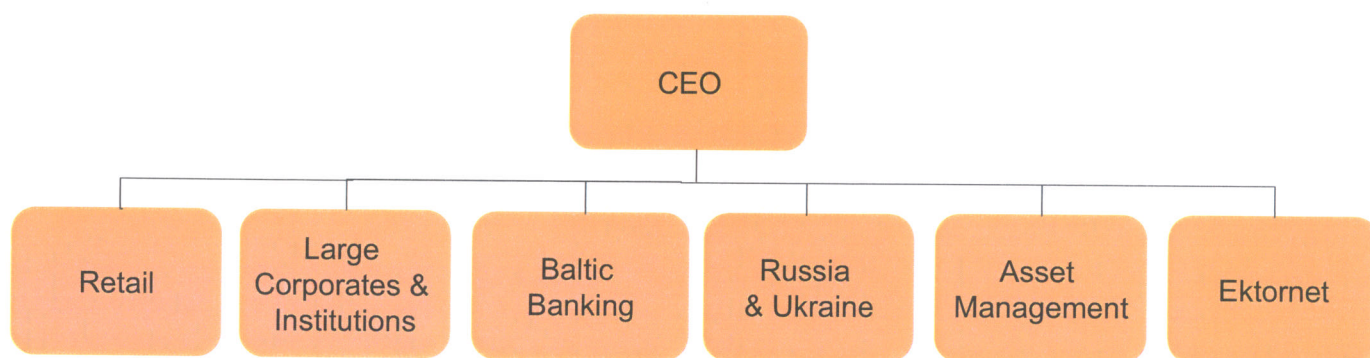 CEO
Retail
Large
Corporates &
Institutions
Baltic
Banking
Russia
& Ukraine
Asset
Management
Ektornet